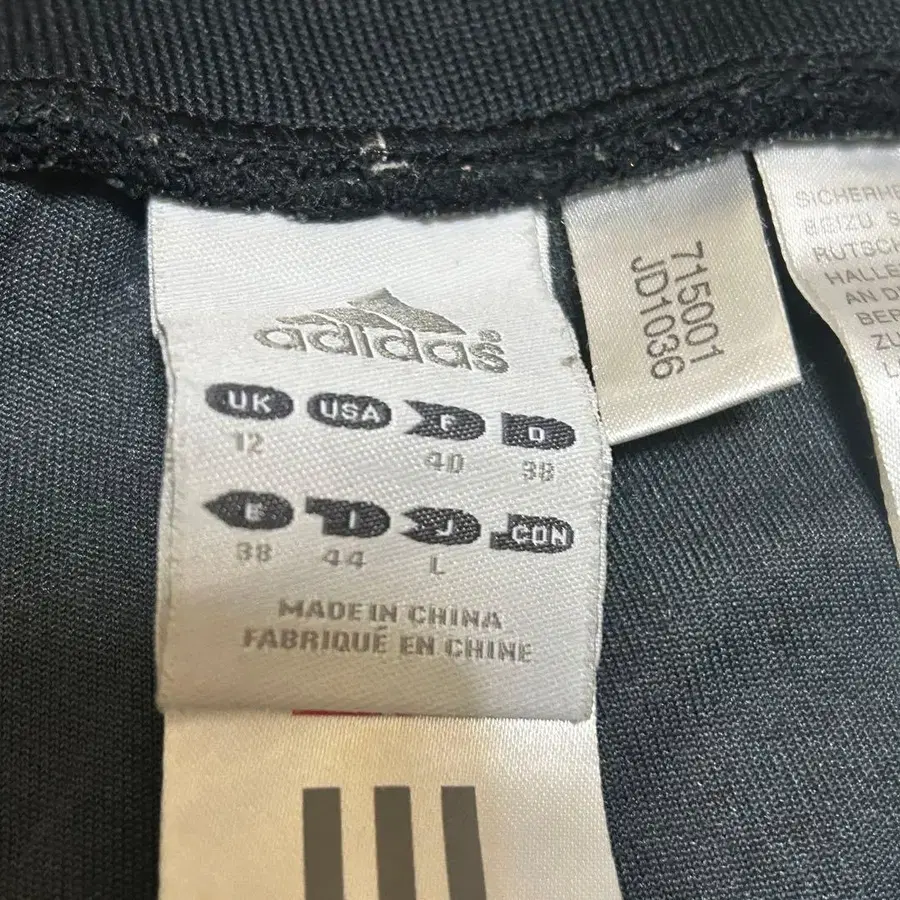 adidas®
UK USA F D
12 40 38
E I J CON
38 44 L
MADE IN CHINA
FABRIQUÉ EN CHINE
715001
JD1036
SICHERHE
BEIZU S
RUTSCH
HALLE
AN D
BER
ZU
L